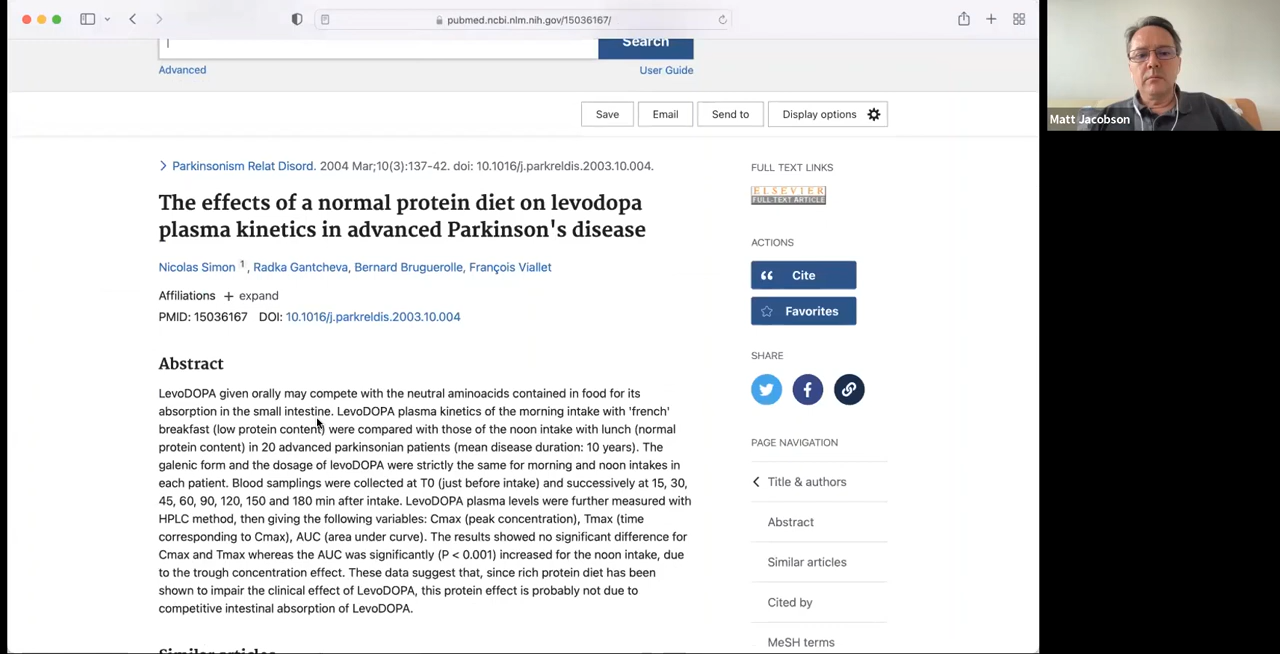 pubmed.ncbi.nlm.nih.gov/15036167/
Search
Advanced
User Guide
Save
Email
Send to
Display options
Matt Jacobson
Parkinsonism Relat Disord. 2004 Mar;10(3):137-42. doi: 10.1016/j.parkreldis.2003.10.004.
The effects of a normal protein diet on levodopa
plasma kinetics in advanced Parkinson's disease
Nicolas Simon 1, Radka Gantcheva, Bernard Bruguerolle, François Viallet
Affiliations + expand
PMID: 15036167 DOI: 10.1016/j.parkreldis.2003.10.004
Abstract
LevoDOPA given orally may compete with the neutral aminoacids contained in food for its
absorption in the small intestine. LevoDOPA plasma kinetics of the morning intake with 'french'
breakfast (low protein content) were compared with those of the noon intake with lunch (normal
protein content) in 20 advanced parkinsonian patients (mean disease duration: 10 years). The
galenic form and the dosage of levoDOPA were strictly the same for morning and noon intakes in
each patient. Blood samplings were collected at T0 (just before intake) and successively at 15, 30,
45, 60, 90, 120, 150 and 180 min after intake. LevoDOPA plasma levels were further measured with
HPLC method, then giving the following variables: Cmax (peak concentration), Tmax (time
corresponding to Cmax), AUC (area under curve). The results showed no significant difference for
Cmax and Tmax whereas the AUC was significantly (P < 0.001) increased for the noon intake, due
to the trough concentration effect. These data suggest that, since rich protein diet has been
shown to impair the clinical effect of LevoDOPA, this protein effect is probably not due to
competitive intestinal absorption of LevoDOPA.
Similar articles
FULL TEXT LINKS
ELSEVIER
FULL-TEXT ARTICLE
ACTIONS
Cite
Favorites
SHARE
PAGE NAVIGATION
Title & authors
Abstract
Similar articles
Cited by
MeSH terms